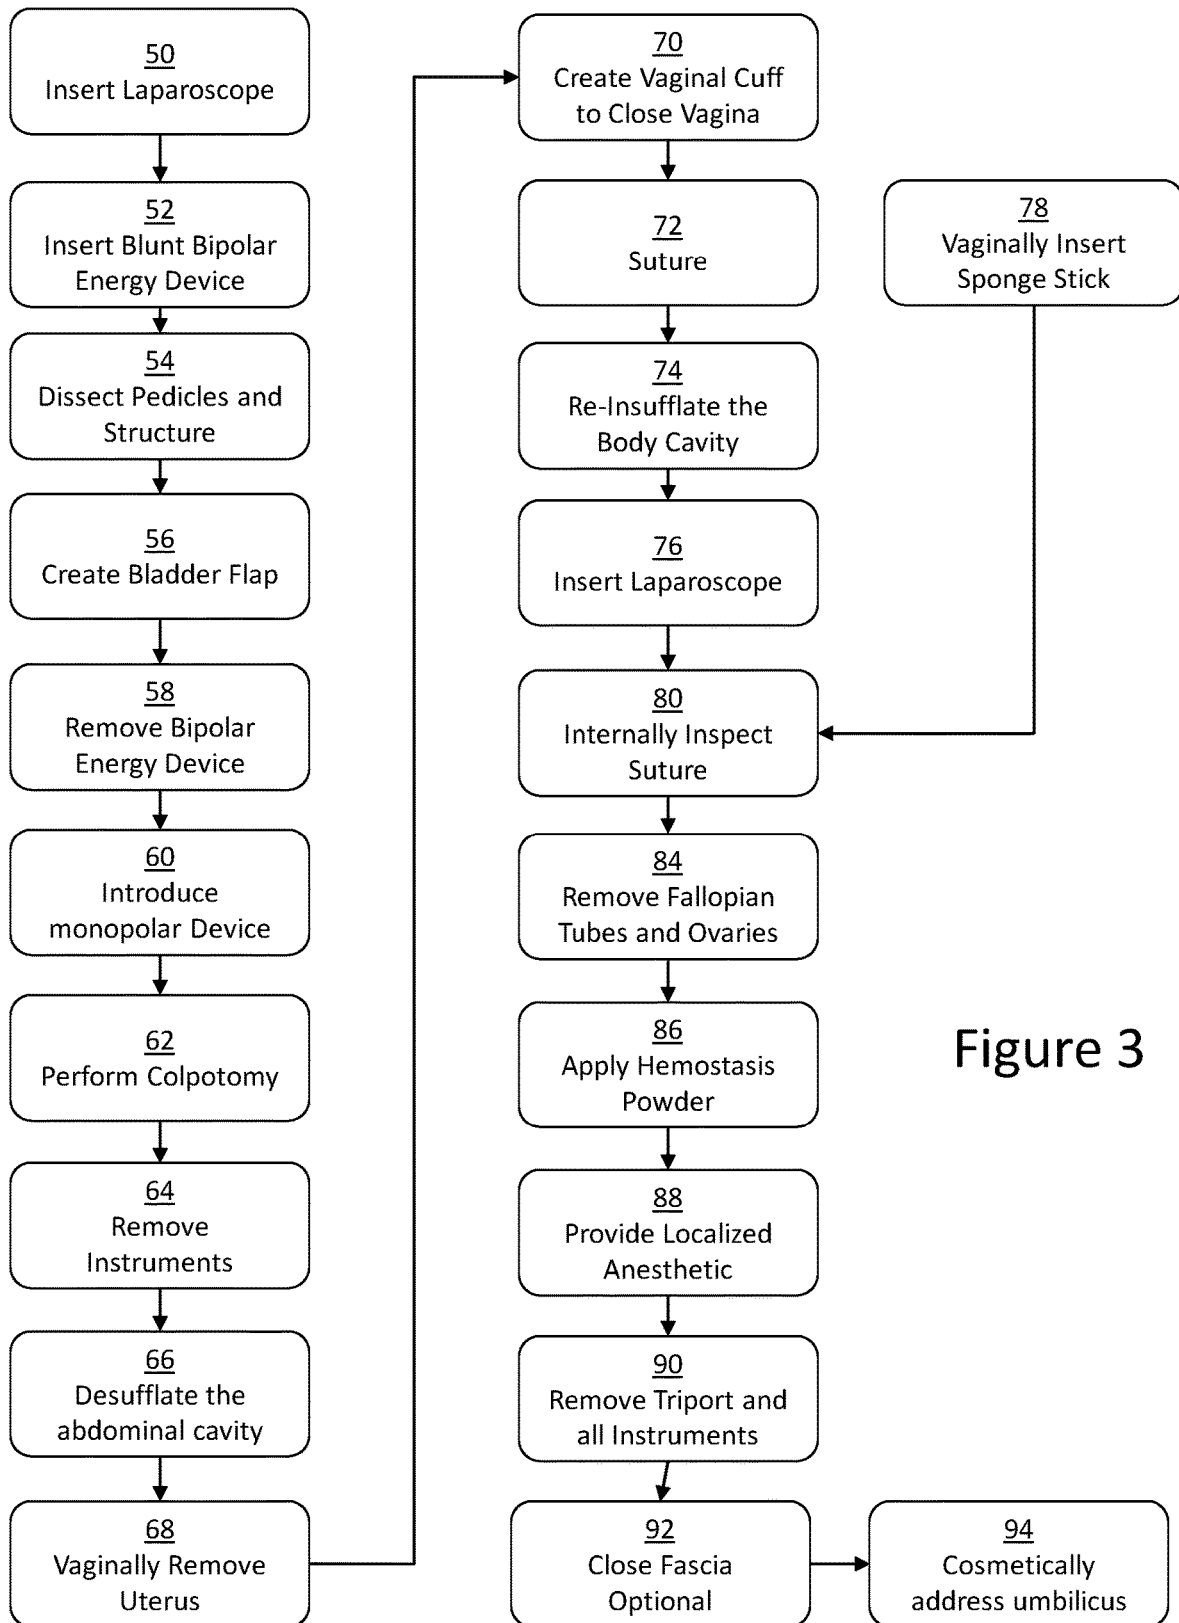 50
Insert Laparoscope
52
Insert Blunt Bipolar
Energy Device
54
Dissect Pedicles and
Structure
56
Create Bladder Flap
58
Remove Bipolar
Energy Device
60
Introduce
monopolar Device
62
Perform Colpotomy
64
Remove
Instruments
66
Desufflate the
abdominal cavity
68
Vaginally Remove
Uterus
70
Create Vaginal Cuff
to Close Vagina
72
Suture
74
Re-Insufflate the
Body Cavity
76
Insert Laparoscope
78
Vaginally Insert
Sponge Stick
80
Internally Inspect
Suture
84
Remove Fallopian
Tubes and Ovaries
86
Apply Hemostasis
Powder
88
Provide Localized
Anesthetic
90
Remove Triport and
all Instruments
92
Close Fascia
Optional
94
Cosmetically
address umbilicus
Figure 3